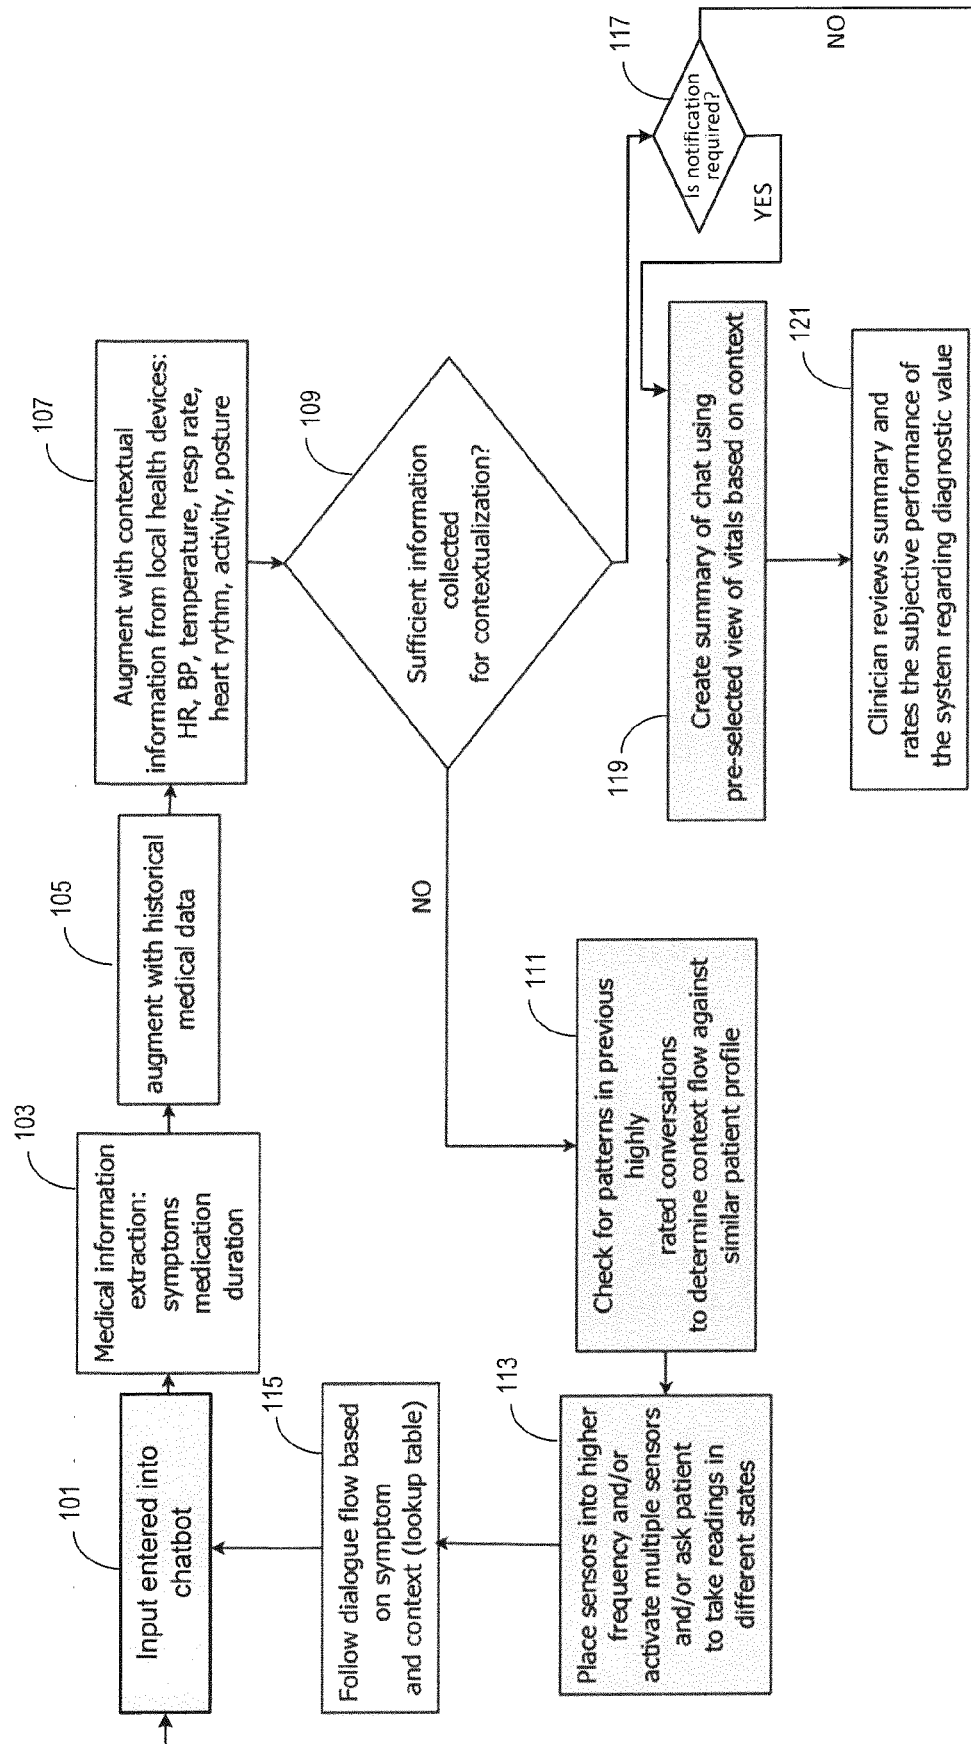 101
Input entered into
chatbot
103
Medical information
extraction:
symptoms
medication
duration
105
augment with historical
medical data
107
Augment with contextual
information from local health devices:
HR, BP, temperature, resp rate,
heart rythm, activity, posture
109
Sufficient information
collected
for contextualization?
NO
111
Check for patterns in previous
highly
rated conversations
to determine context flow against
similar patient profile
113
Place sensors into higher
frequency and/or
activate multiple sensors
and/or ask patient
to take readings in
different states
115
Follow dialogue flow based
on symptom
and context (lookup table)
117
Is notification
required?
NO
YES
119
Create summary of chat using
pre-selected view of vitals based on context
121
Clinician reviews summary and
rates the subjective performance of
the system regarding diagnostic value